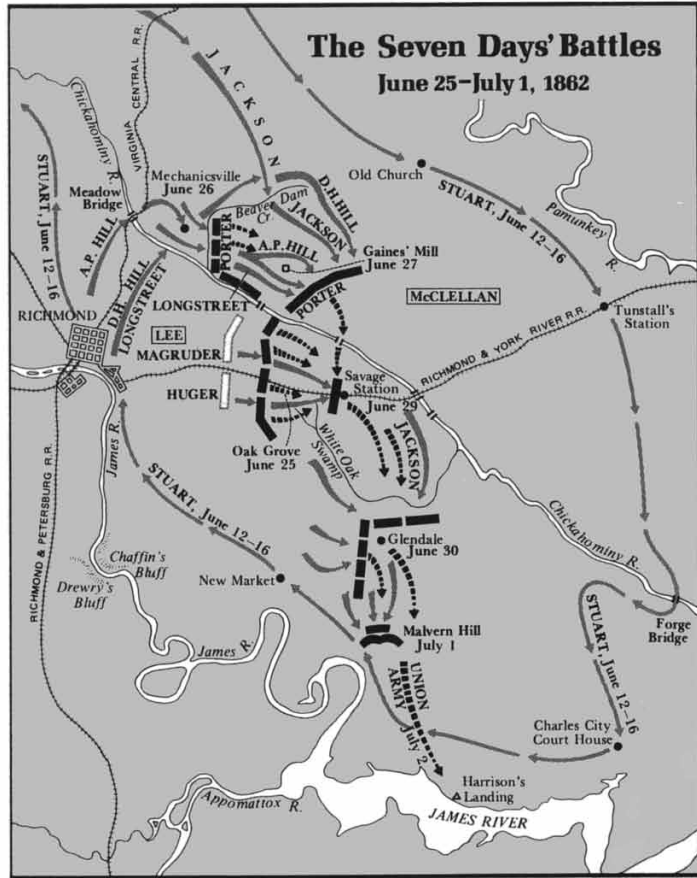 The Seven Days' Battles
June 25–July 1, 1862
JACKSON
VIRGINIA CENTRAL R.R.
Chickahominy R.
STUART, June 12–16
Mechanicsville
June 26
Meadow
Bridge
Old Church
STUART, June 12–16
Pamunkey
R.
Beaver Dam
Cr.
D.H.HILL
JACKSON
PORTER
A.P. HILL
A.P. HILL
Gaines' Mill
June 27
D.H. HILL
LONGSTREET
LONGSTREET
PORTER
McCLELLAN
RICHMOND
LEE
MAGRUDER
HUGER
Tunstall's
Station
RICHMOND & YORK RIVER R.R.
Savage
Station
June 29
Oak Grove
June 25
White Oak
Swamp
JACKSON
James R.
STUART, June 12–16
RICHMOND & PETERSBURG R.R.
Chaffin's
Bluff
Drewry's
Bluff
New Market
Glendale
June 30
Chickahominy R.
Forge
Bridge
STUART, June 12–16
Malvern Hill
July 1
James R.
UNION
ARMY
July 2
Charles City
Court House
Harrison's
Landing
Appomattox R.
JAMES RIVER